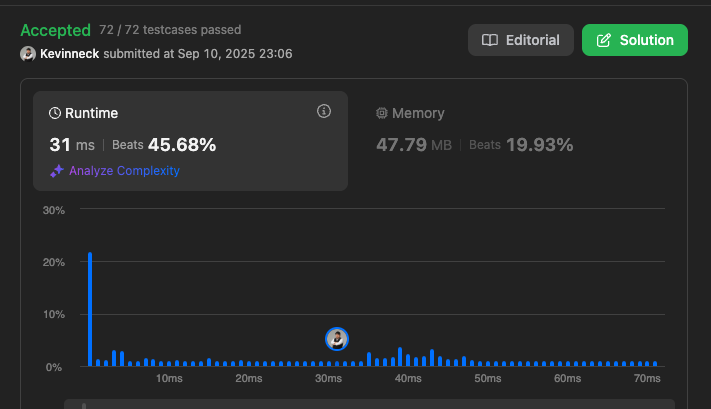 Accepted 72 / 72 testcases passed
Kevinneck submitted at Sep 10, 2025 23:06
Editorial
Solution
Runtime
31 ms | Beats 45.68%
Analyze Complexity
Memory
47.79 MB | Beats 19.93%
30%
20%
10%
0%
10ms 20ms 30ms 40ms 50ms 60ms 70ms